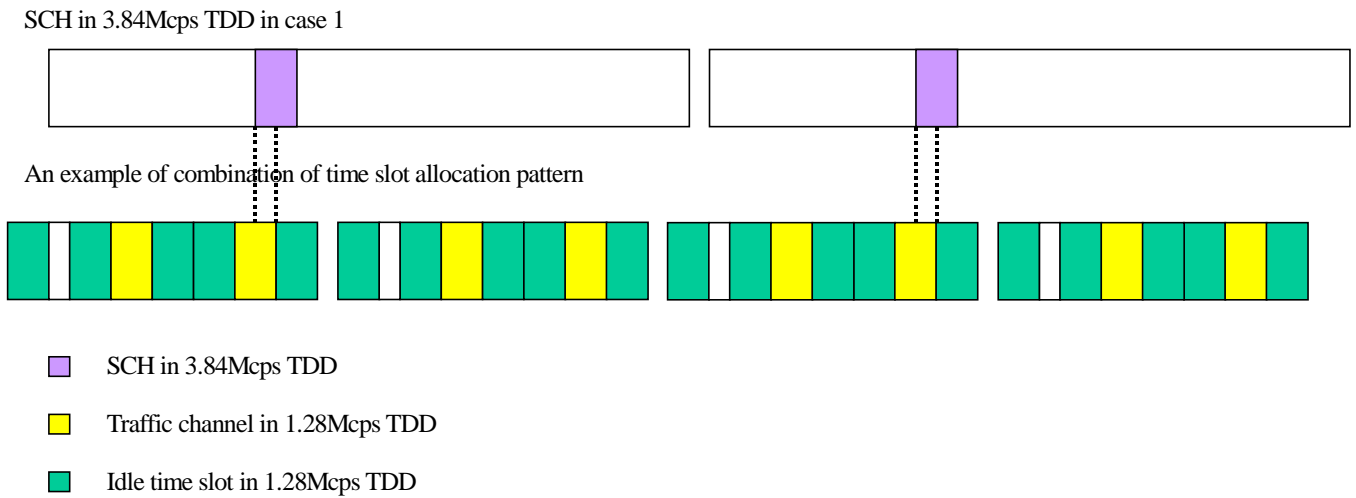 SCH in 3.84Mcps TDD in case 1
An example of combination of time slot allocation pattern
SCH in 3.84Mcps TDD
Traffic channel in 1.28Mcps TDD
Idle time slot in 1.28Mcps TDD